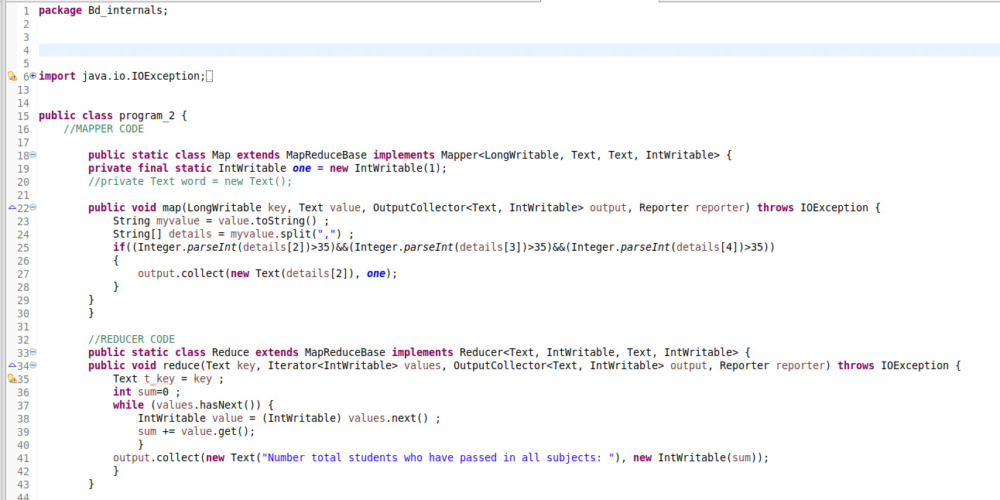 1 package Bd_internals;
2
3
4
5
6 import java.io.IOException;
13
14
15 public class program_2 {
16 //MAPPER CODE
17
18 public static class Map extends MapReduceBase implements Mapper<LongWritable, Text, Text, IntWritable> {
19 private final static IntWritable one = new IntWritable(1);
20 //private Text word = new Text();
21
22 public void map(LongWritable key, Text value, OutputCollector<Text, IntWritable> output, Reporter reporter) throws IOException {
23 String myvalue = value.toString() ;
24 String[] details = myvalue.split(",") ;
25 if((Integer.parseInt(details[2])>35)&&(Integer.parseInt(details[3])>35)&&(Integer.parseInt(details[4])>35))
26 {
27 output.collect(new Text(details[2]), one);
28 }
29 }
30 }
31
32 //REDUCER CODE
33 public static class Reduce extends MapReduceBase implements Reducer<Text, IntWritable, Text, IntWritable> {
34 public void reduce(Text key, Iterator<IntWritable> values, OutputCollector<Text, IntWritable> output, Reporter reporter) throws IOException {
35 Text t_key = key ;
36 int sum=0 ;
37 while (values.hasNext()) {
38 IntWritable value = (IntWritable) values.next() ;
39 sum += value.get();
40 }
41 output.collect(new Text("Number total students who have passed in all subjects: "), new IntWritable(sum));
42 }
43 }
44